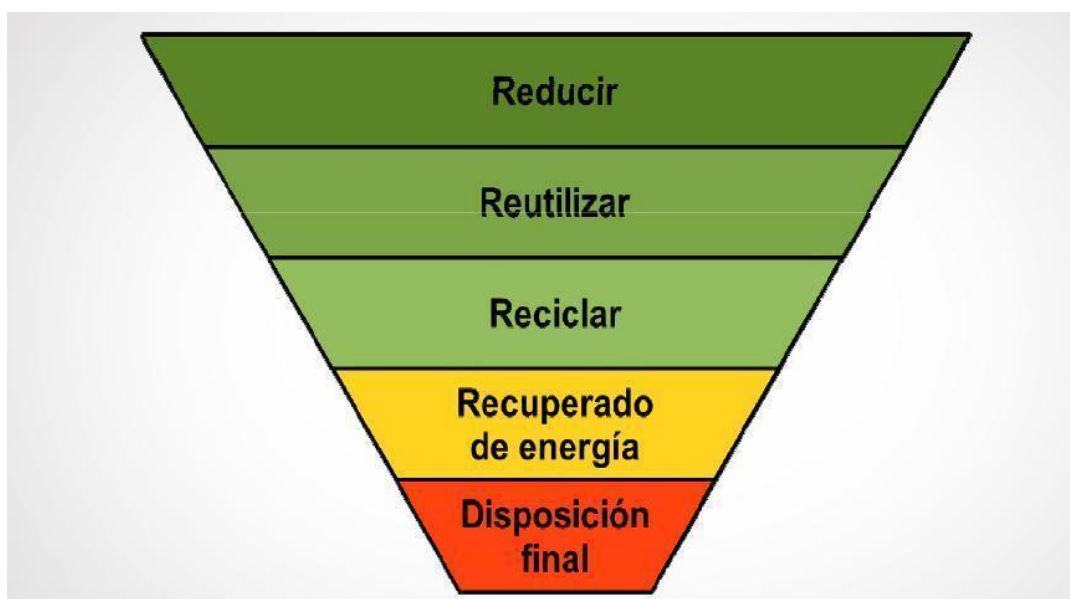 Reducir
Reutilizar
Reciclar
Recuperado
de energía
Disposición
final